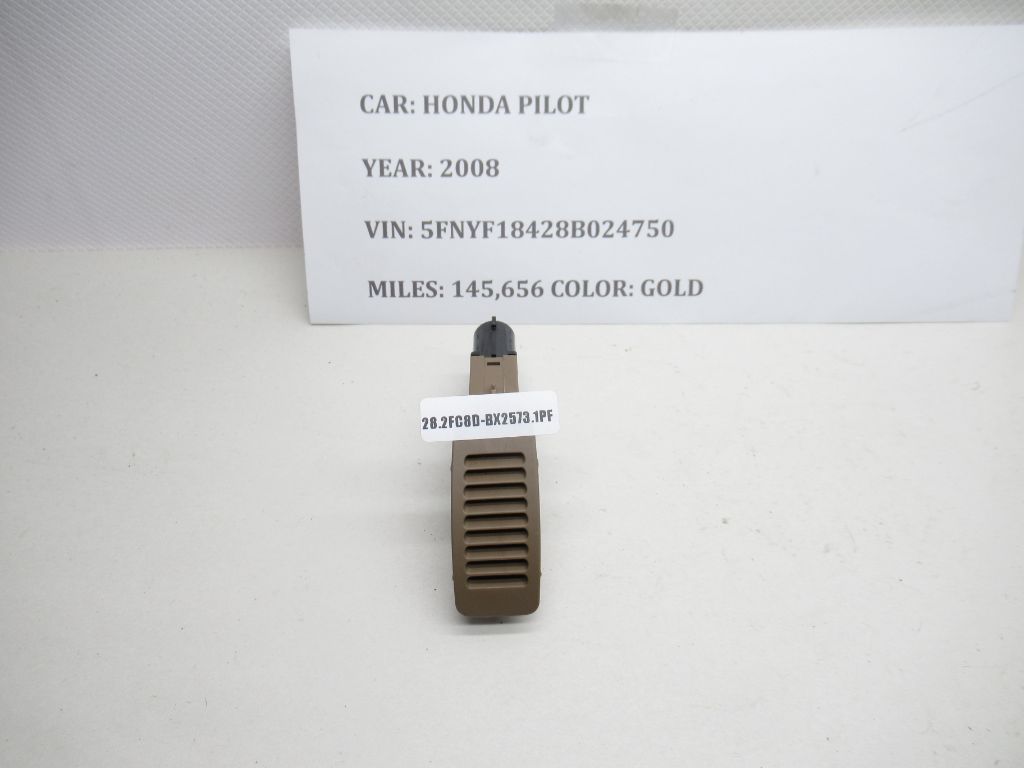 CAR: HONDA PILOT
YEAR: 2008
VIN: 5FNYF18428B024750
MILES: 145,656 COLOR: GOLD
28.2FC8D-BX2573.1PF